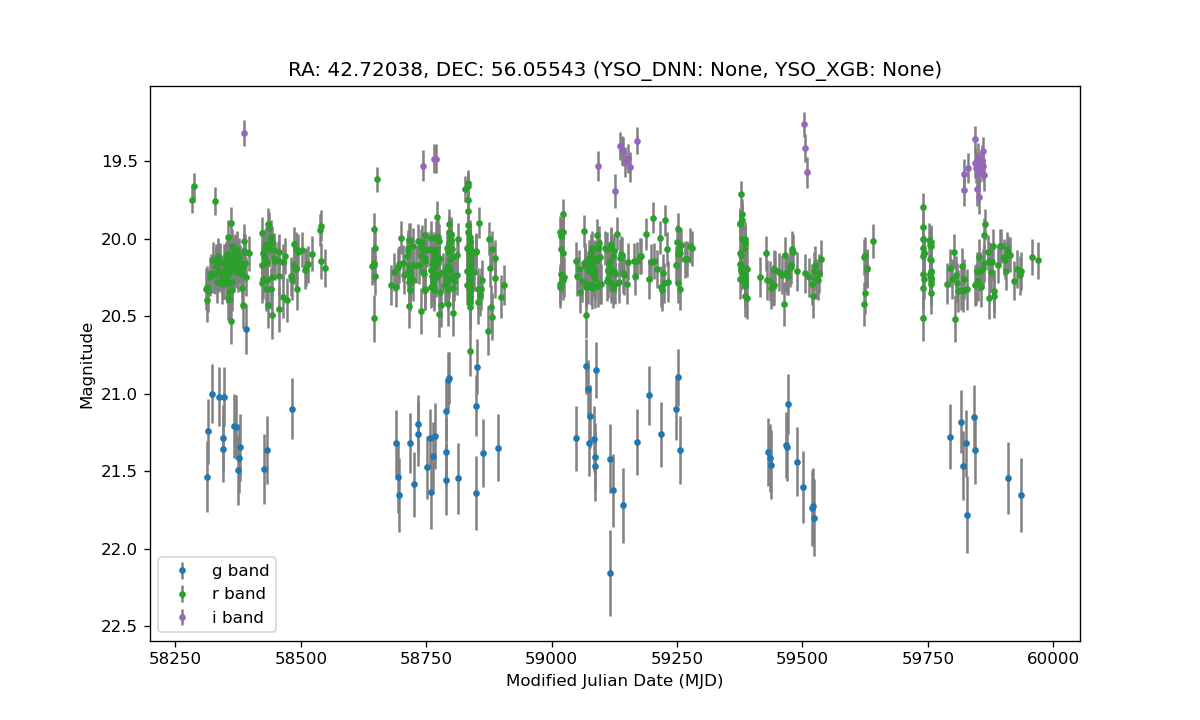 RA: 42.72038, DEC: 56.05543 (YSO_DNN: None, YSO_XGB: None)
19.5
20.0
20.5
21.0
21.5
22.0
22.5
Magnitude
g band
r band
i band
58250 58500 58750 59000 59250 59500 59750 60000
Modified Julian Date (MJD)